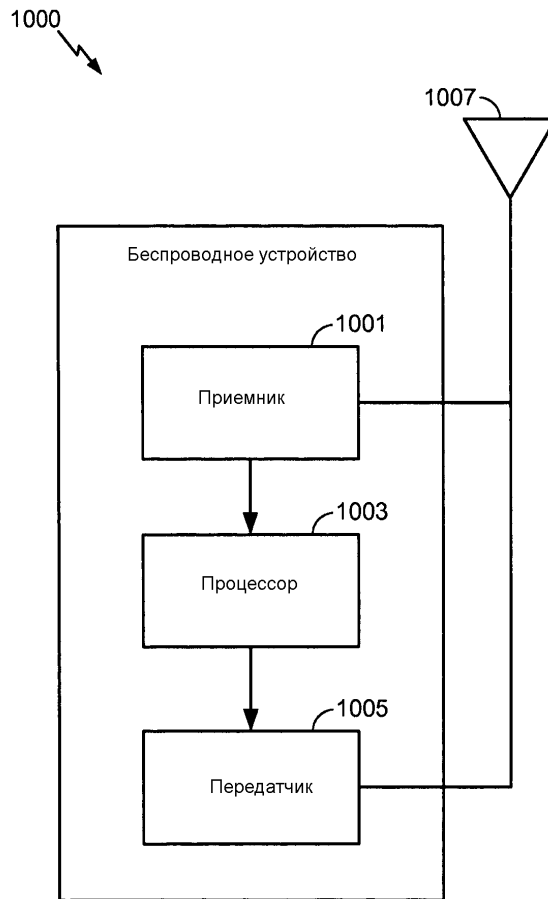 1000
1007
Беспроводное устройство
1001
Приемник
1003
Процессор
1005
Передатчик